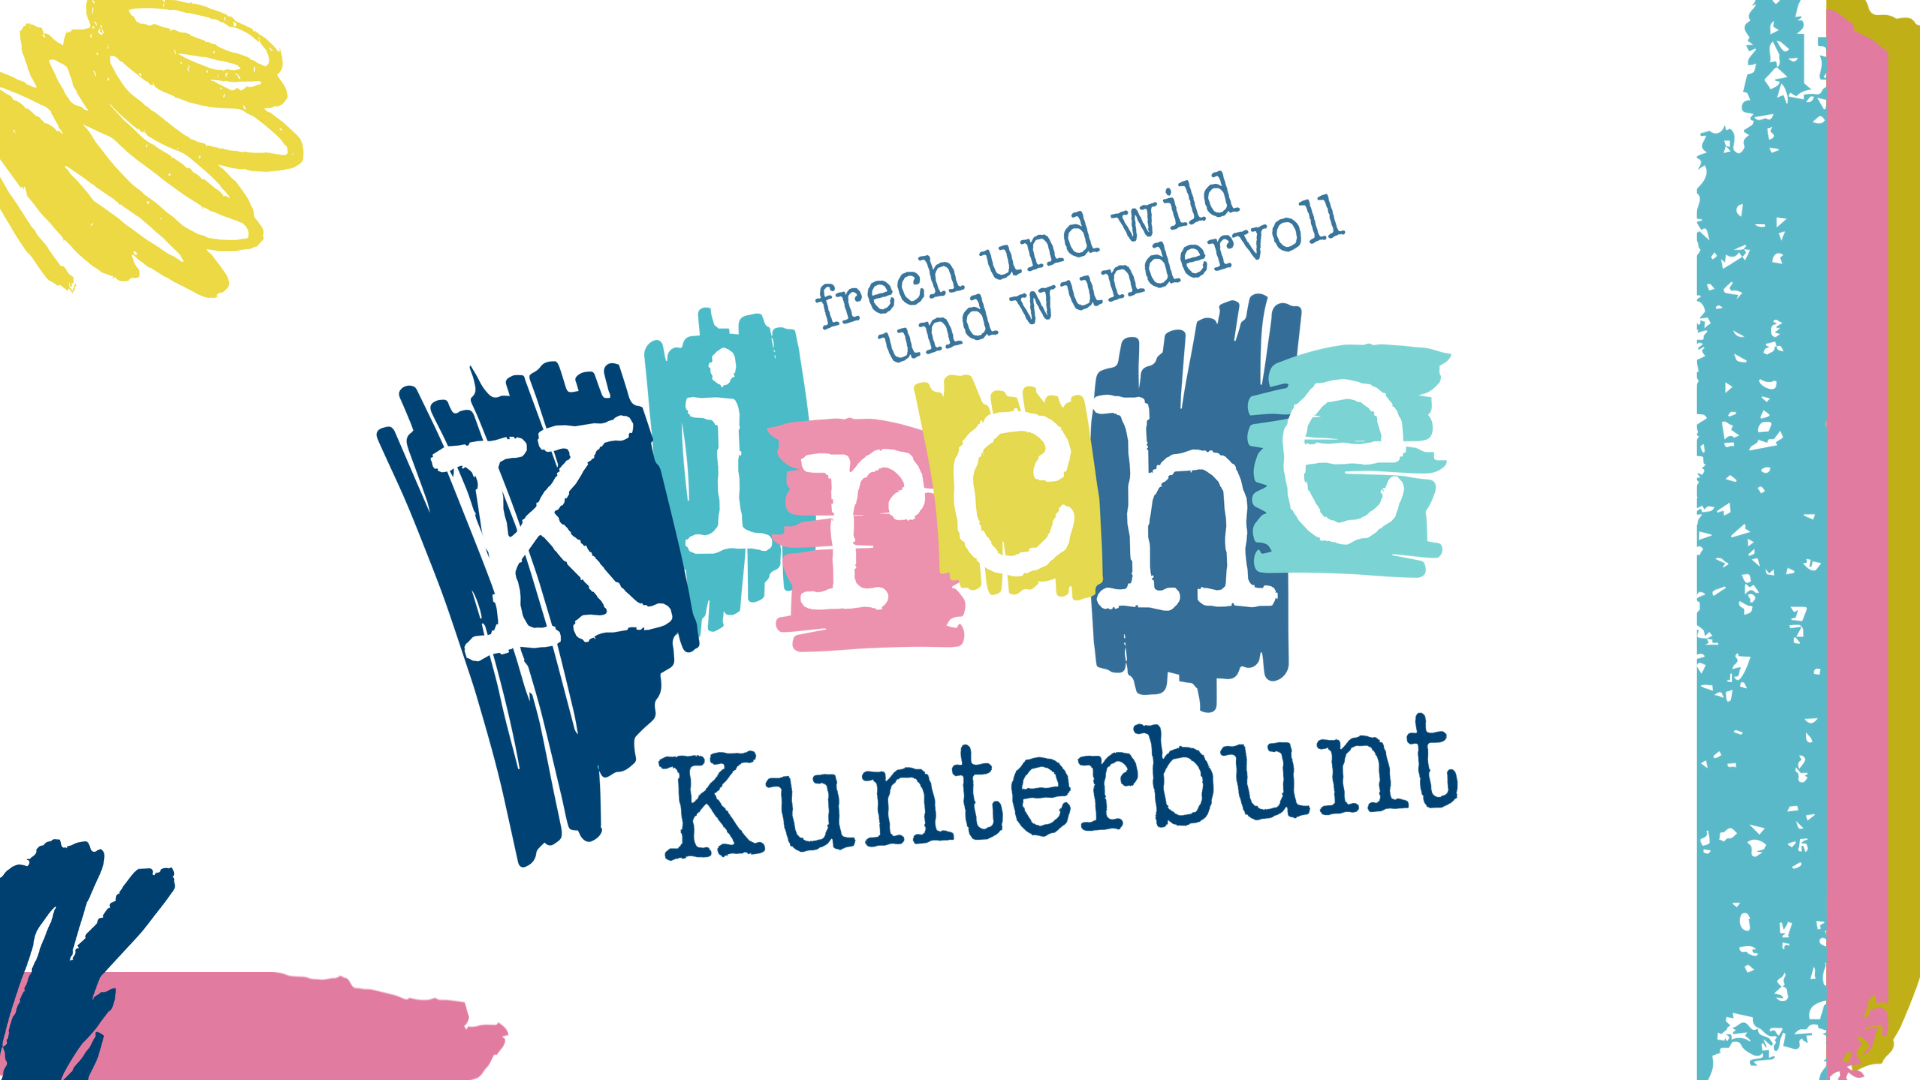 frech und wild
und wundervoll
Kirche
Kunterbunt